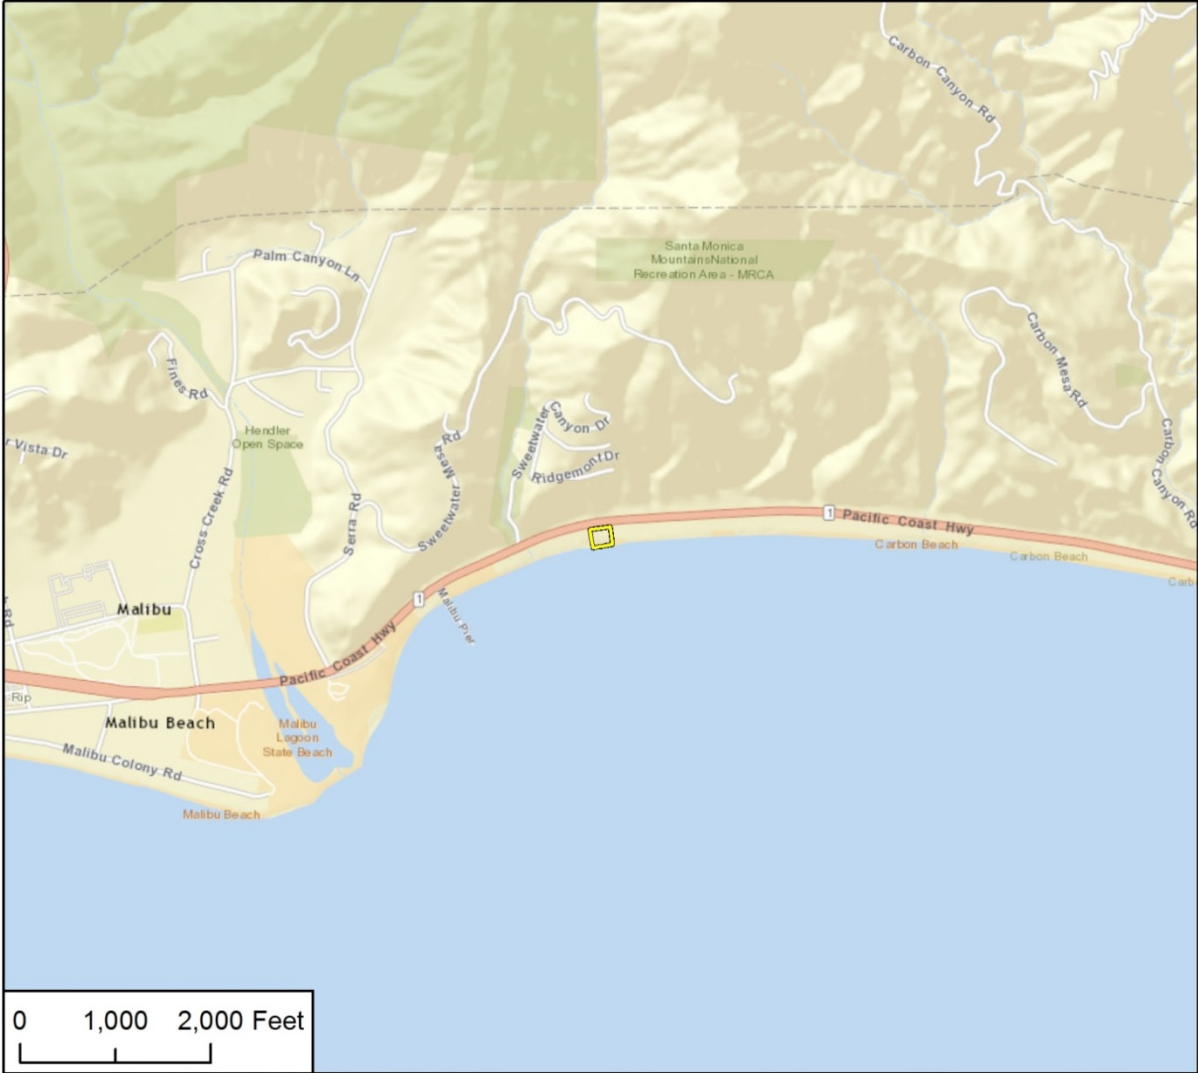 Carbon Canyon Rd
Santa Monica
MountainsNational
Recreation Area - MRCA
Palm Canyon Ln
Carbon Mesa Rd
Fines Rd
Hendler
Open Space
r Vista Dr
Sweetwater Mesa Rd
Sweetwater Canyon Dr
Ridgemont Dr
Carbon Canyon Rd
Cross Creek Rd
Serra Rd
1 Pacific Coast Hwy
Carbon Beach
Carbon Beach
Carb
Malibu
Rd
1
Malibu Pier
Pacific Coast Hwy
Rip
Malibu Beach
Malibu
Lagoon
State Beach
Malibu Colony Rd
Malibu Beach
0 1,000 2,000 Feet